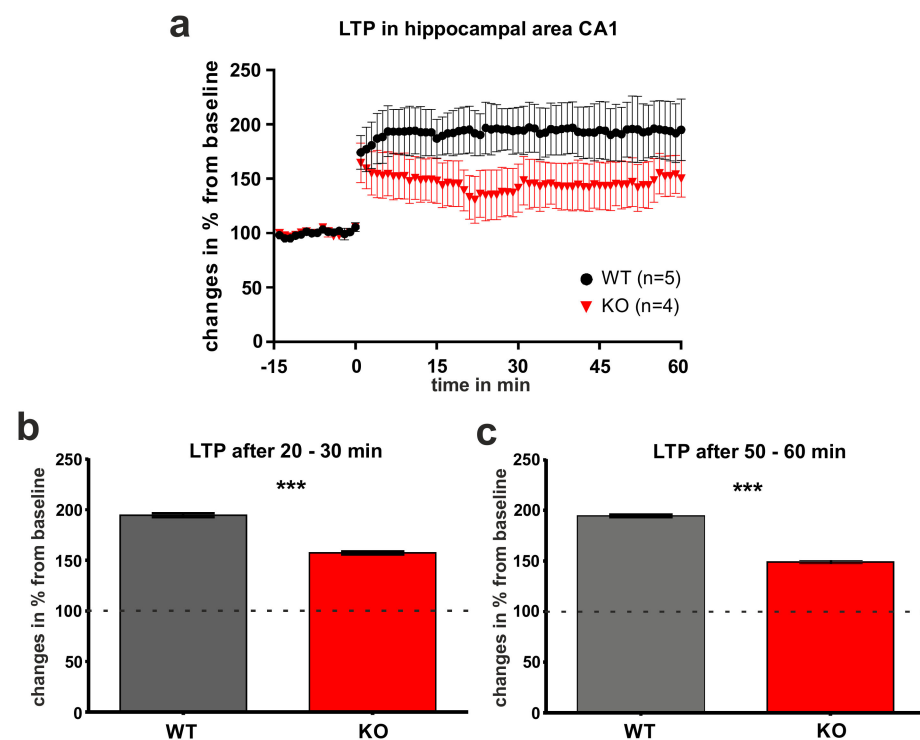 a
LTP in hippocampal area CA1
changes in % from baseline
250
200
150
100
50
0
-15
0
15
30
45
60
time in min
WT (n=5)
KO (n=4)
b
LTP after 20 - 30 min
changes in % from baseline
250
200
150
100
50
0
***
WT
KO
c
LTP after 50 - 60 min
changes in % from baseline
250
200
150
100
50
0
***
WT
KO